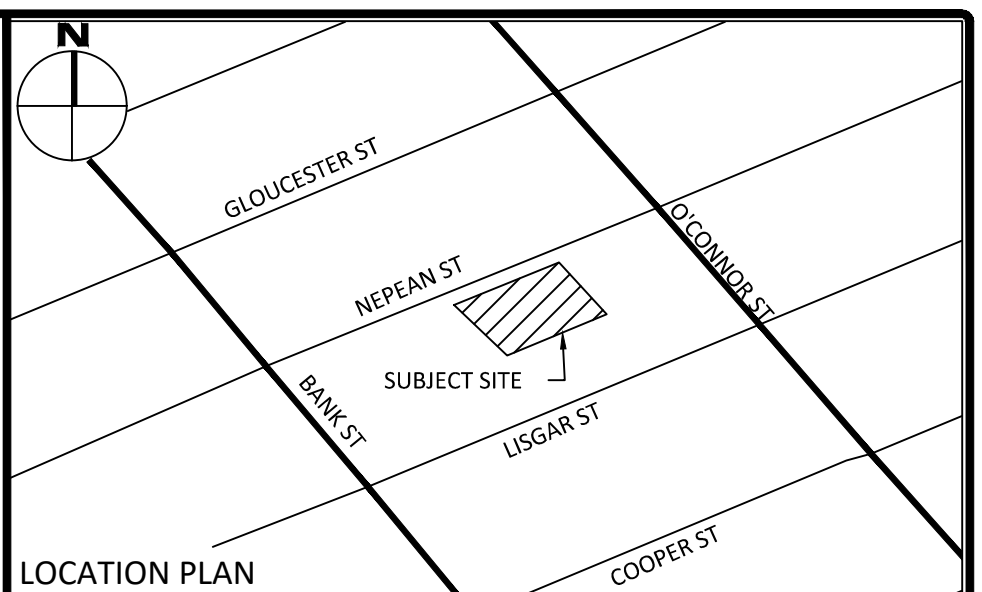 N
GLOUCESTER ST
O'CONNOR ST
NEPEAN ST
SUBJECT SITE
BANK ST
LISGAR ST
COOPER ST
LOCATION PLAN